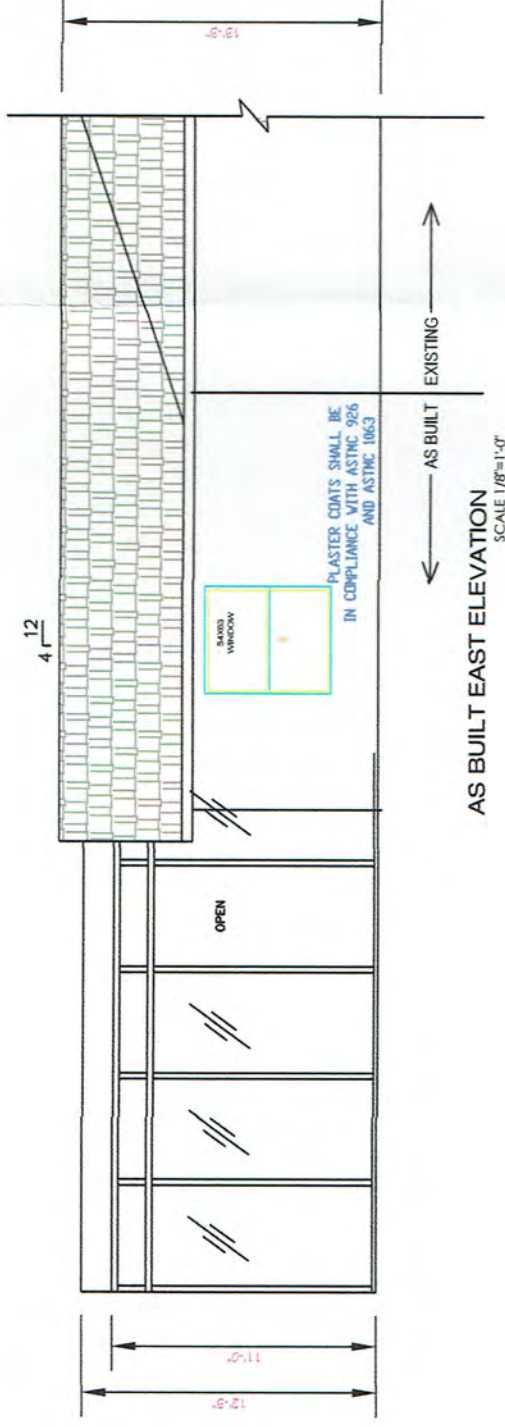 12
4
13'-3"
54X63
WINDOW
PLASTER COATS SHALL BE
IN COMPLIANCE WITH ASTMC 926
AND ASTMC 1063
OPEN
11'-0"
12'-3"
AS BUILT EXISTING
AS BUILT EAST ELEVATION
SCALE 1/8"=1'-0"